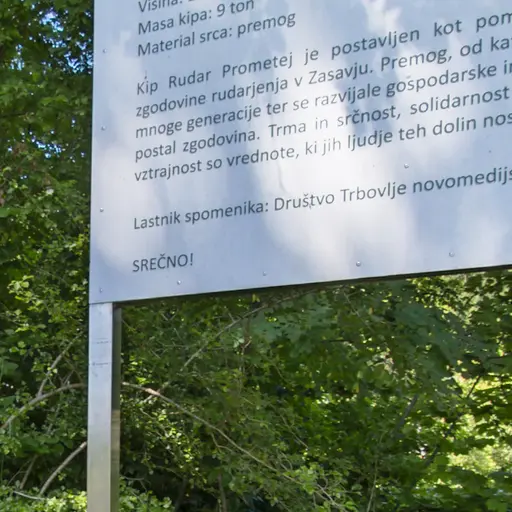 Višina:
Masa kipa: 9 ton
Material srca: premog
Kip Rudar Prometej je postavljen kot pom
zgodovine rudarjenja v Zasavju. Premog, od ka
mnoge generacije ter se razvijale gospodarske in
postal zgodovina. Trma in srčnost, solidarnost
vztrajnost so vrednote, ki jih ljudje teh dolin nos
Lastnik spomenika: Društvo Trbovlje novomedijs
SREČNO!